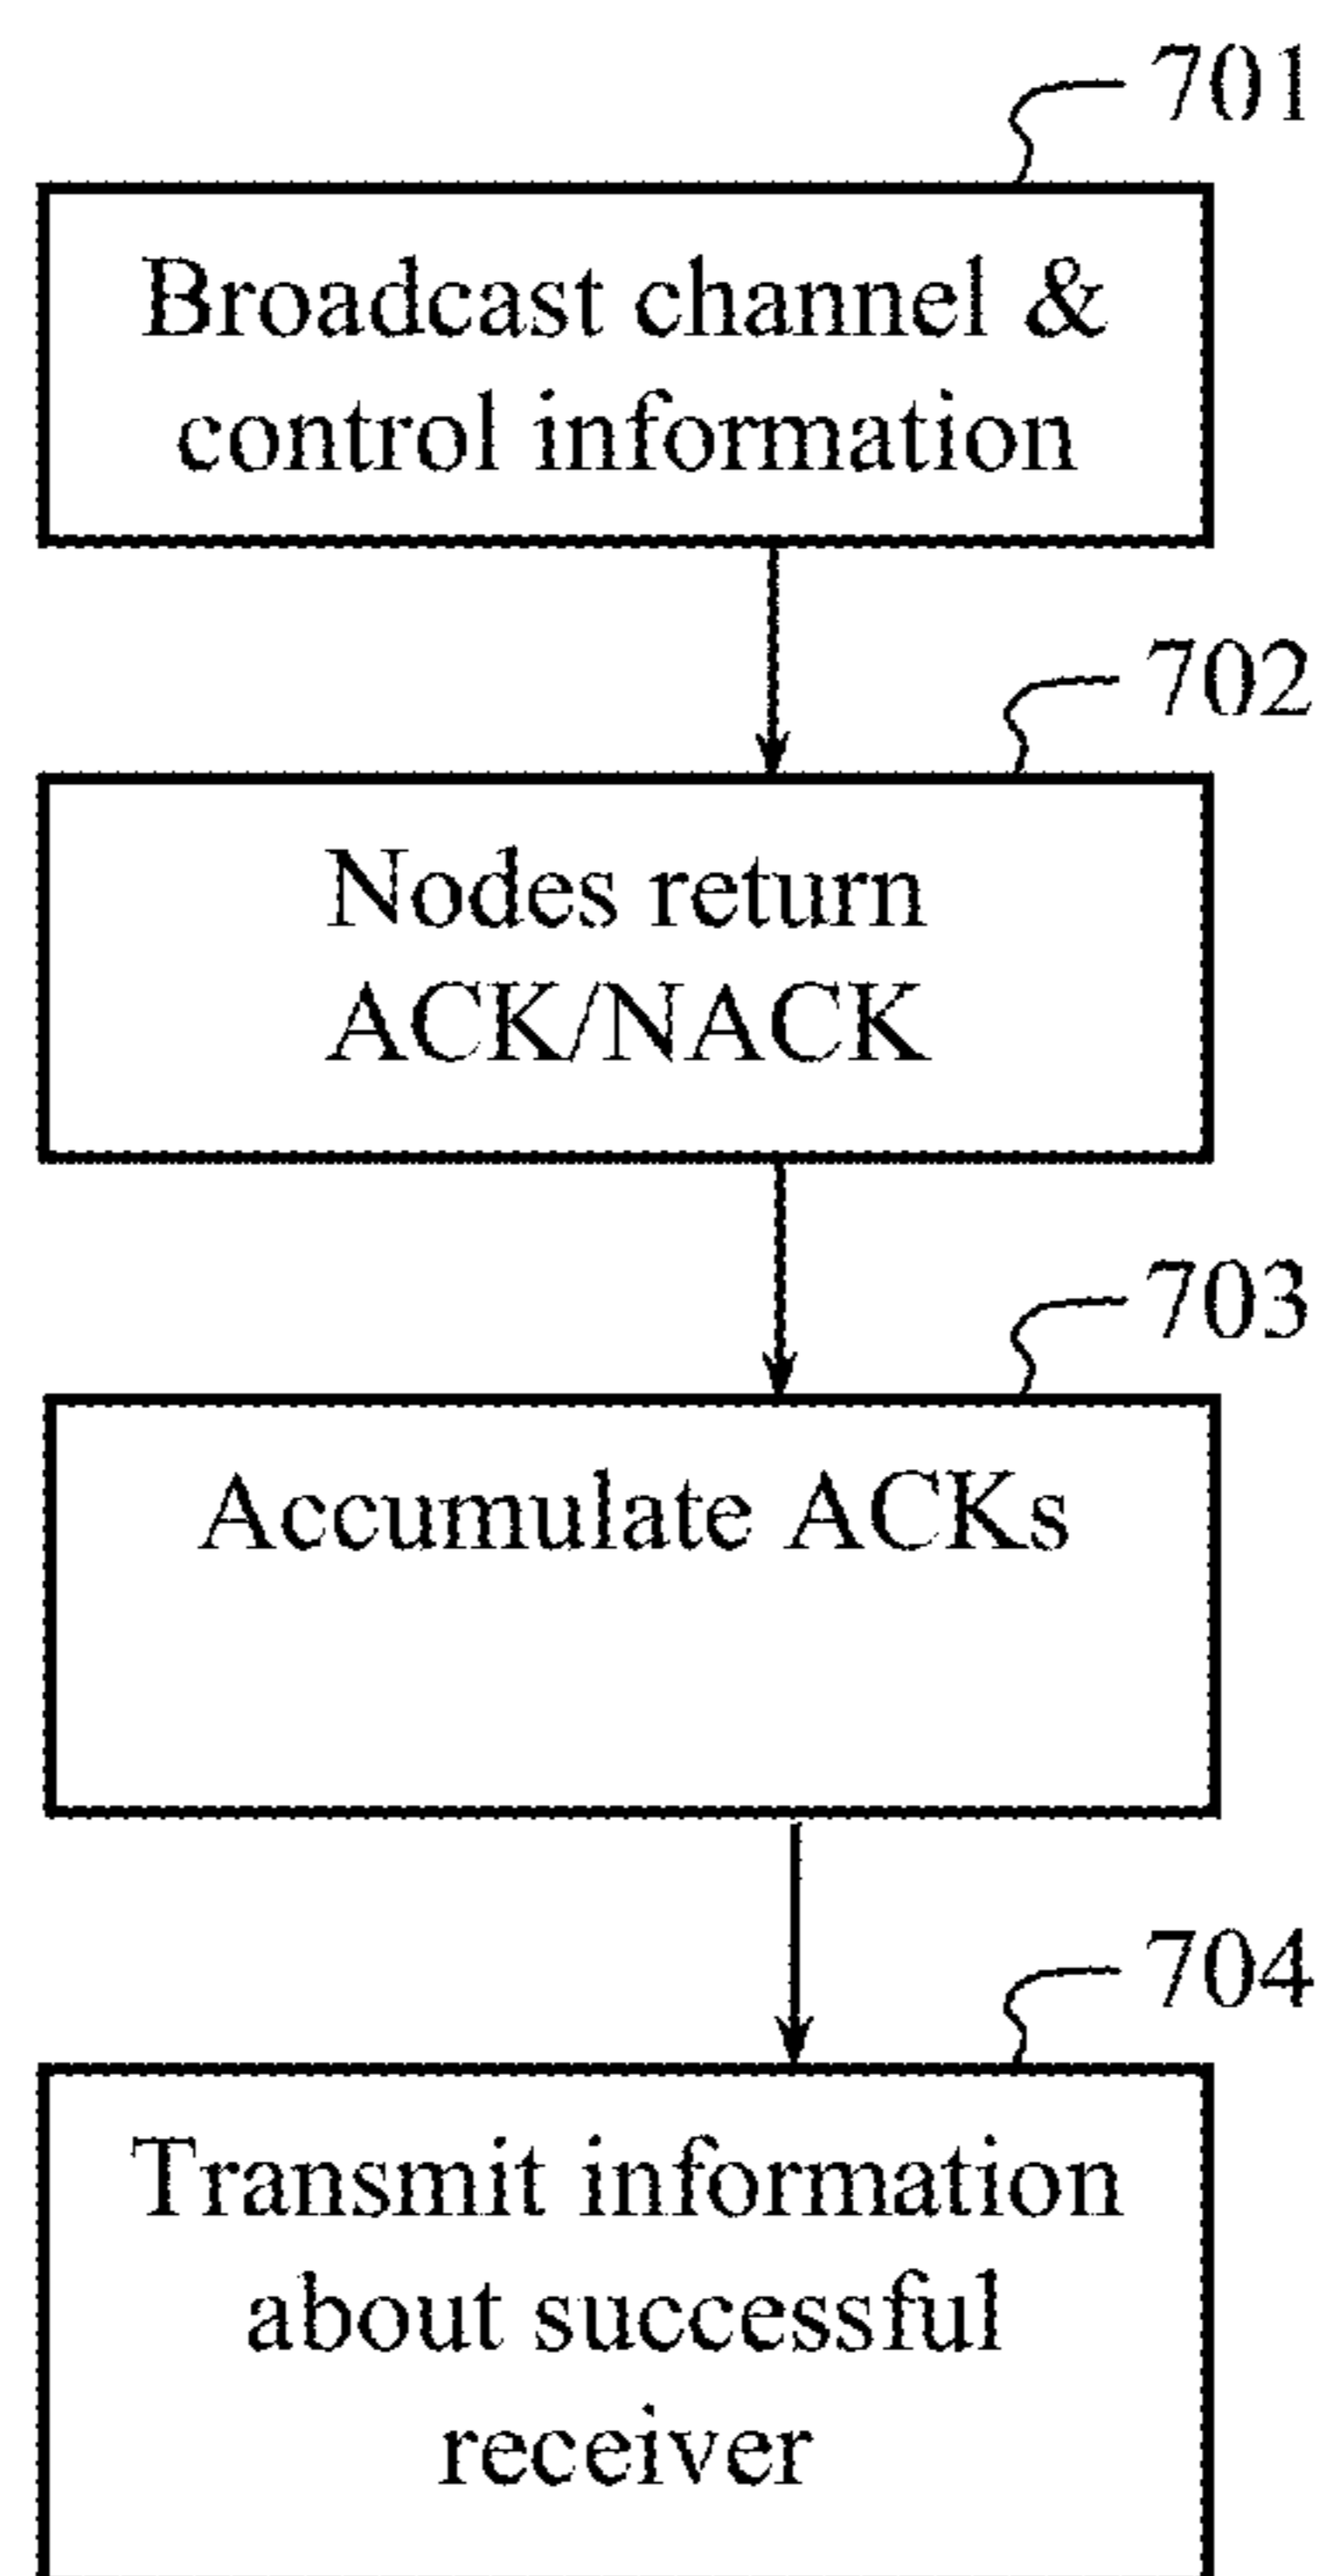 701
Broadcast channel &
control information
702
Nodes return
ACK/NACK
703
Accumulate ACKs
704
Transmit information
about successful
receiver